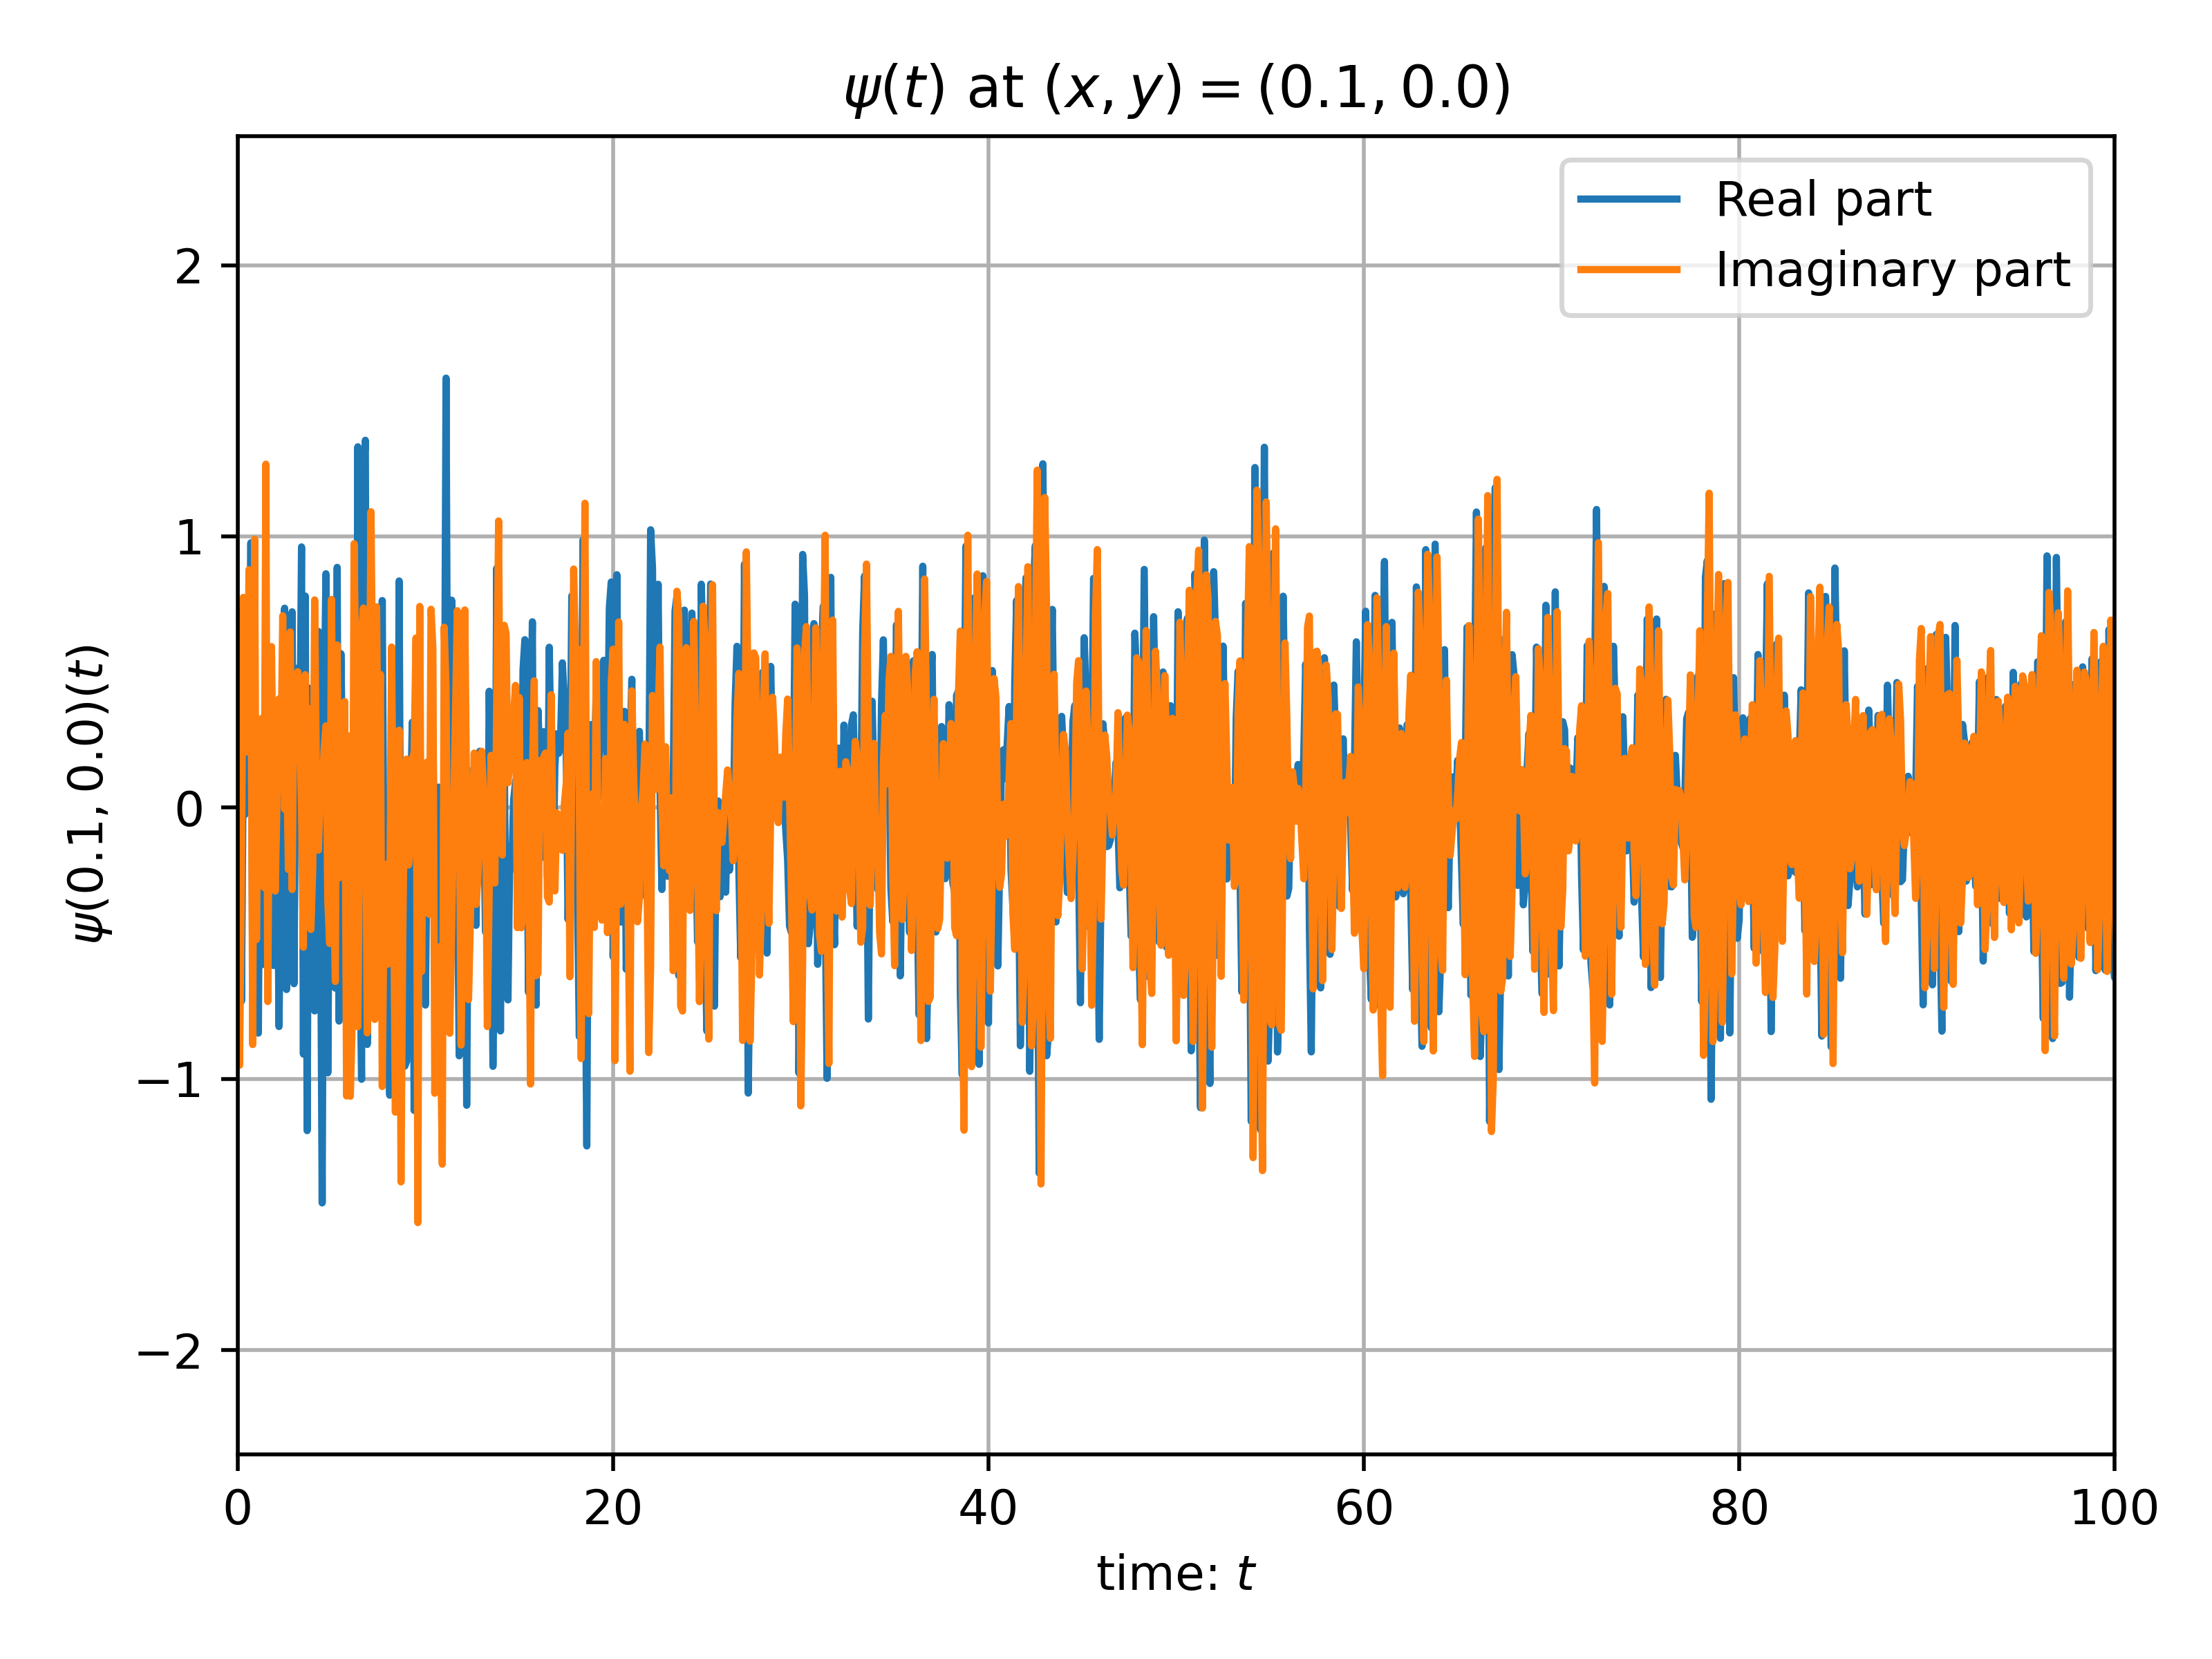 ψ(t) at (x, y) = (0.1, 0.0)
Real part
Imaginary part
ψ(0.1, 0.0)(t)
2
1
0
−1
−2
0
20
40
60
80
100
time: t